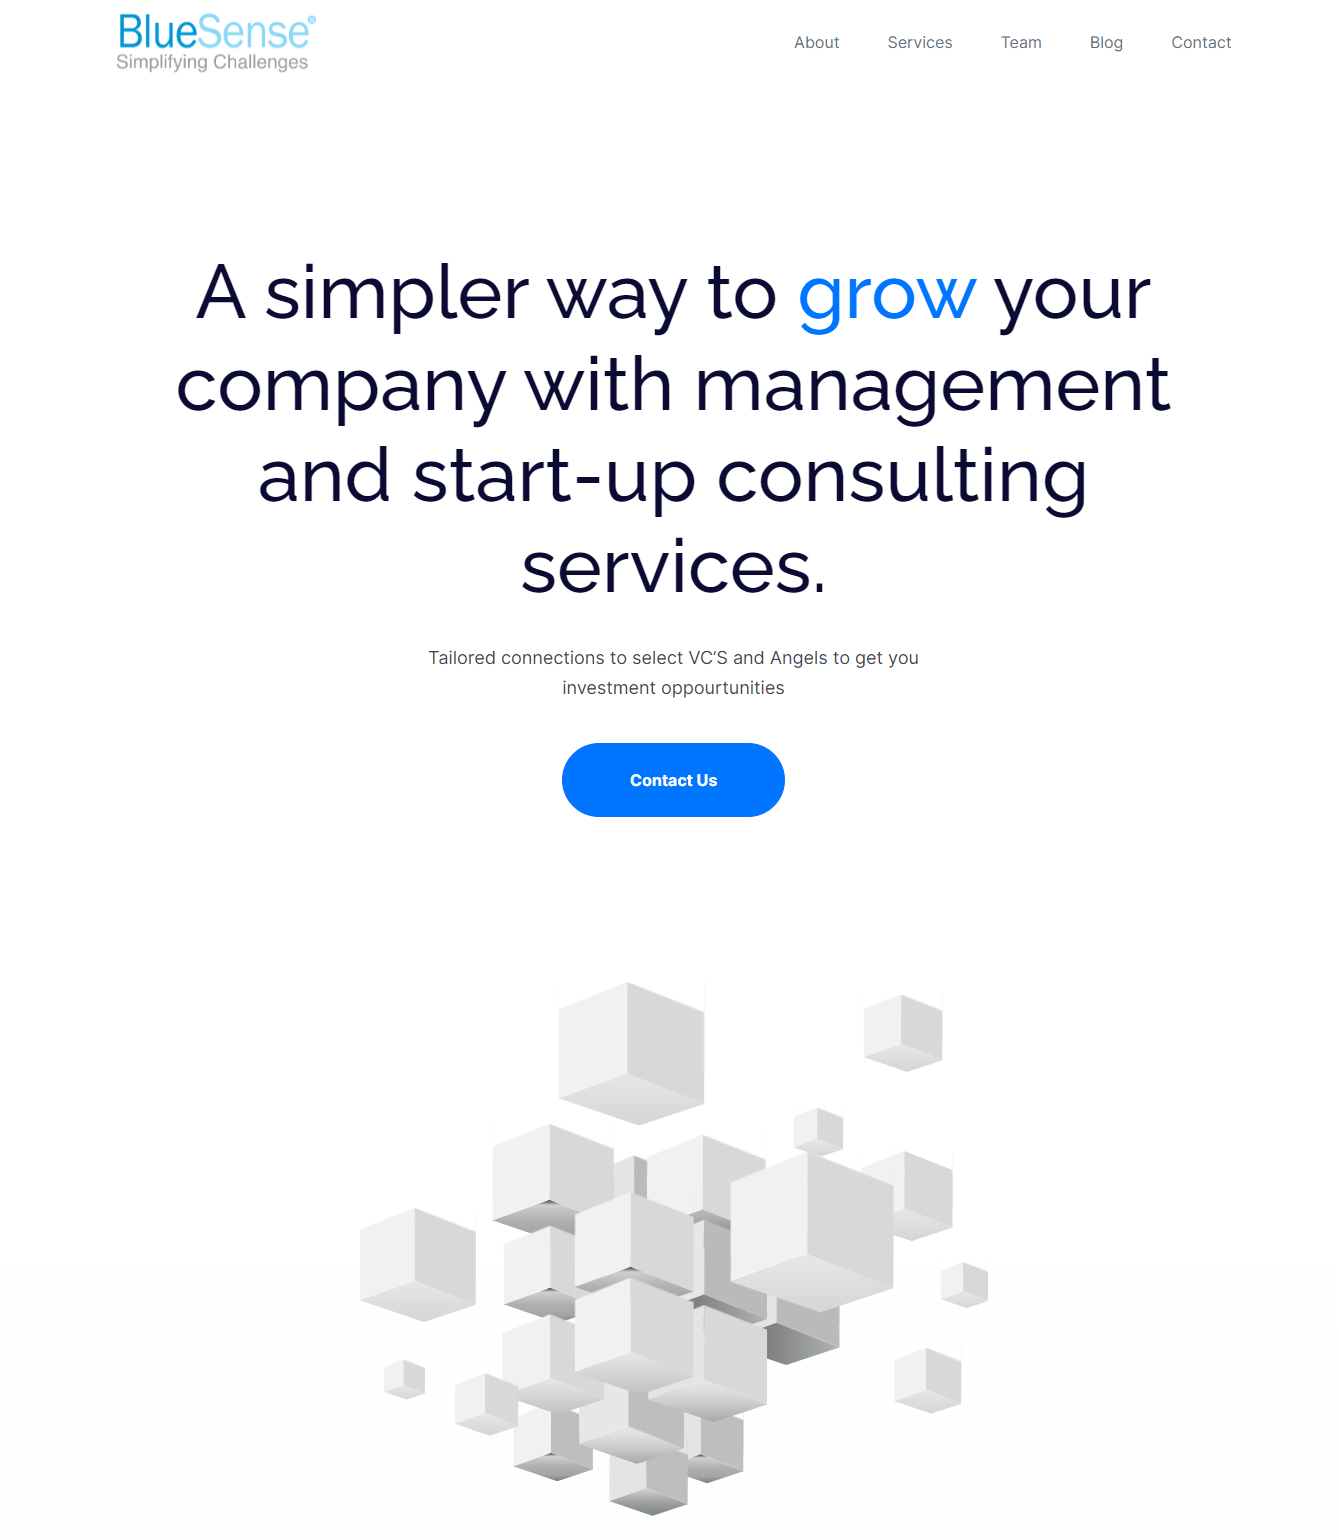 BlueSense®
Simplifying Challenges
About Services Team Blog Contact
A simpler way to grow your
company with management
and start-up consulting
services.
Tailored connections to select VC’S and Angels to get you
investment oppourtunities
Contact Us